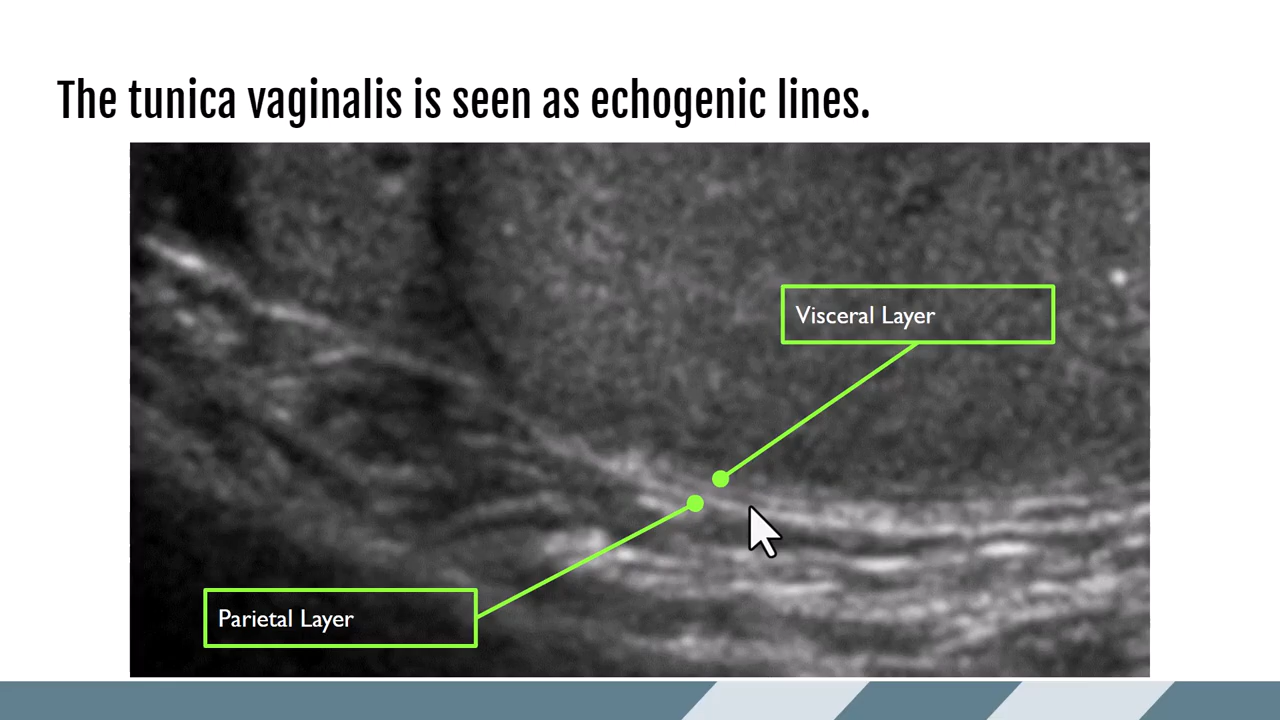 The tunica vaginalis is seen as echogenic lines.
Visceral Layer
Parietal Layer